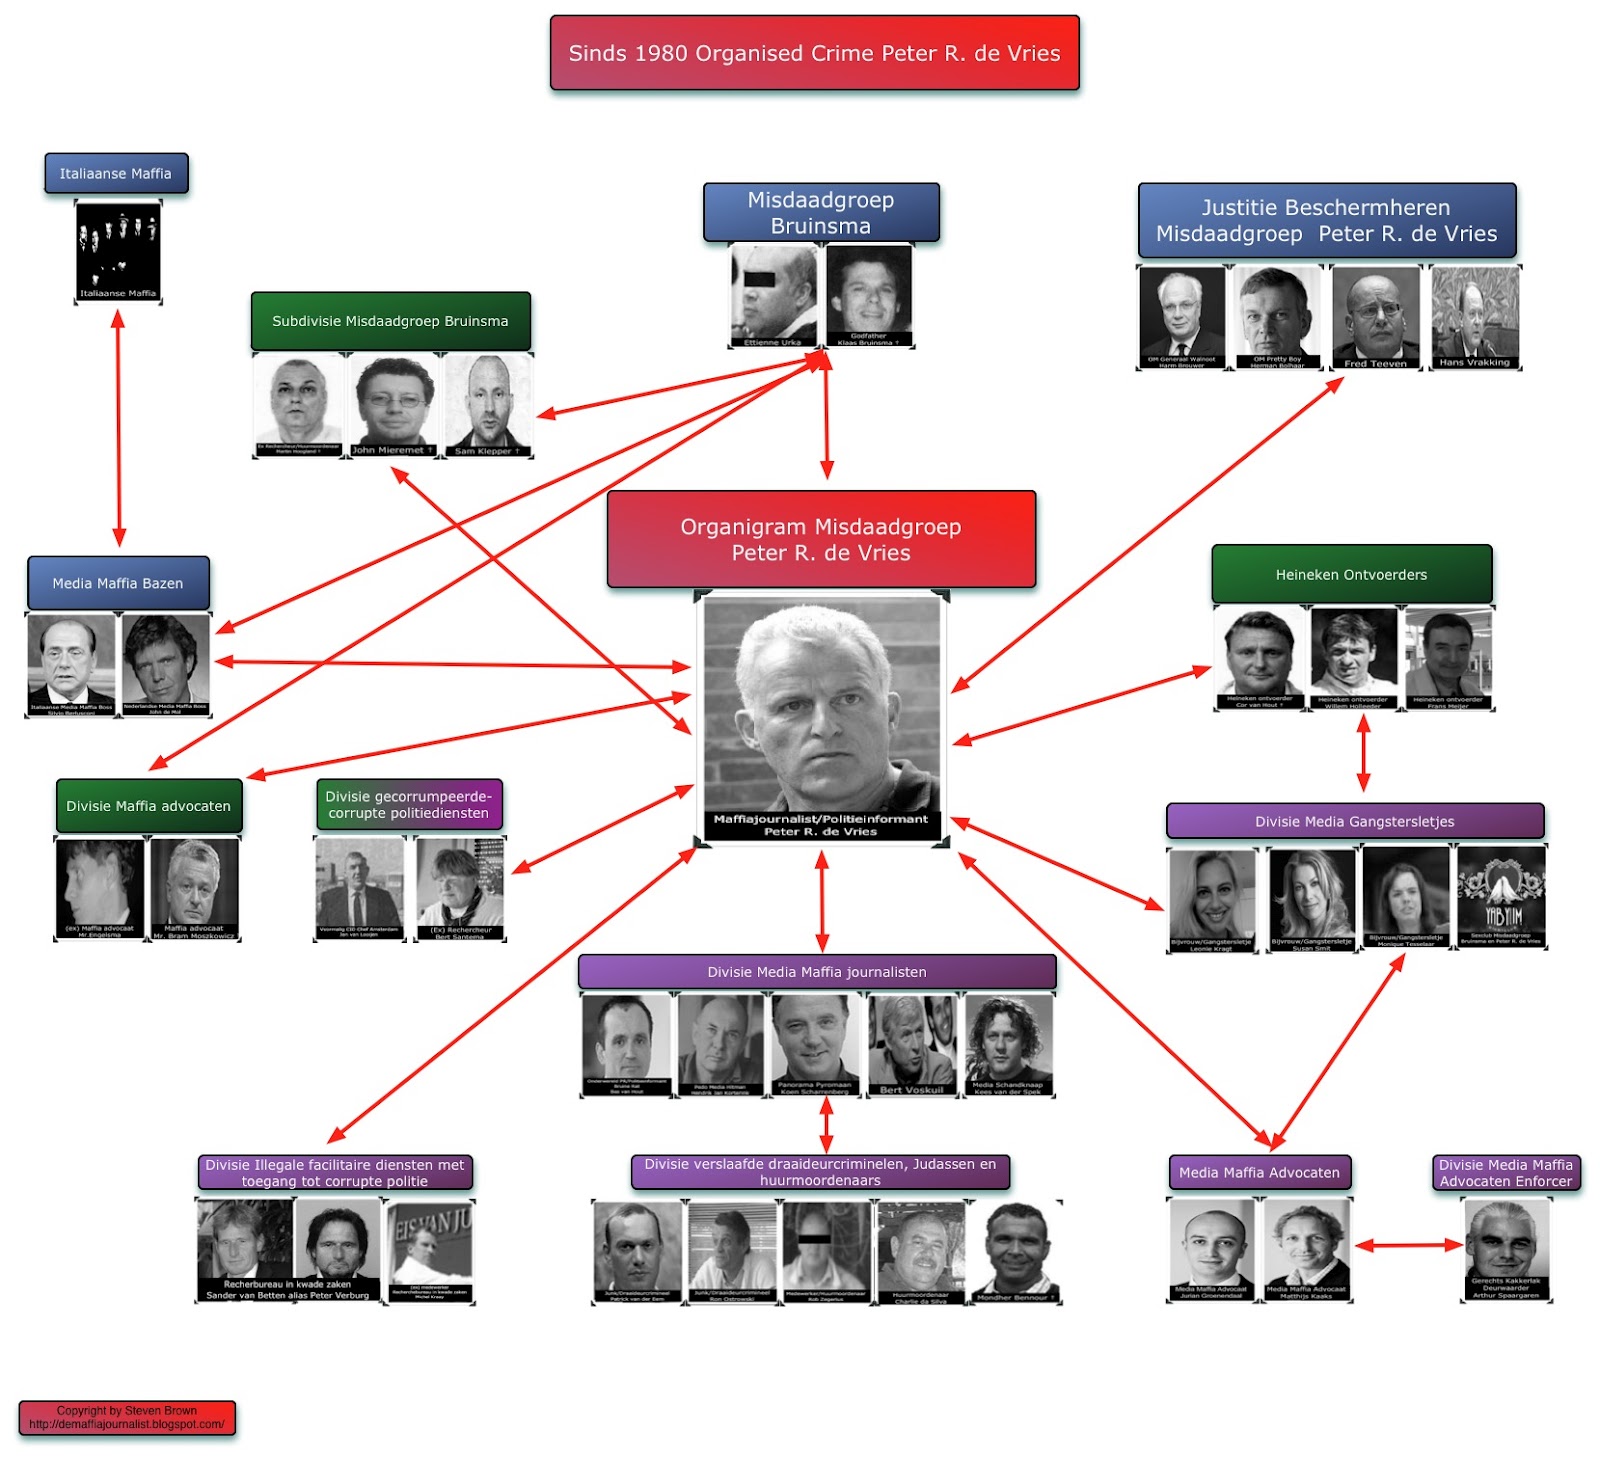 Sinds 1980 Organised Crime Peter R. de Vries
Italiaanse Maffia
Italiaanse Maffia
Misdaadgroep
Bruinsma
Ettienne Urka
Godfather
Klaas Bruinsma †
Justitie Beschermheren
Misdaadgroep Peter R. de Vries
OM Generaal Walnoot
Harm Brouwer
OM Pretty Boy
Herman Bolhaar
Fred Teeven
Hans Vrakking
Subdivisie Misdaadgroep Bruinsma
Ex Rechercheur/Huurmoordenaar
Martin Hoogland †
John Mieremet †
Sam Klepper †
Organigram Misdaadgroep
Peter R. de Vries
Maffiajournalist/Politieinformant
Peter R. de Vries
Media Maffia Bazen
Italiaanse Media Maffia Boss
Silvio Berlusconi
Nederlandse Media Maffia Boss
John de Mol
Heineken Ontvoerders
Heineken ontvoerder
Cor van Hout †
Heineken ontvoerder
Willem Holleeder
Heineken ontvoerder
Frans Meijer
Divisie Maffia advocaten
(ex) Maffia advocaat
Mr.Engelsma
Maffia advocaat
Mr. Bram Moszkowicz
Divisie gecorrumpeerde-
corrupte politiediensten
Voormalig CID Chef Amsterdam
Jan van Looijen
(Ex) Rechercheur
Bert Santema
Divisie Media Gangstersletjes
Bijvrouw/Gangstersletje
Leonie Kragt
Bijvrouw/Gangstersletje
Susan Smit
Bijvrouw/Gangstersletje
Monique Tesselaar
YAB YUM
Sexclub Misdaadgroep
Bruinsma en Peter R. de Vries
Divisie Media Maffia journalisten
Bas van Hout
Pedo Media Hitman
Hendrik Jan Korterink
Panorama Pyromaan
Koen Scharrenberg
Bert Voskuil
Media Schandknaap
Kees van der Spek
Divisie Illegale facilitaire diensten met
toegang tot corrupte politie
EIS VAN JU
Recherbureau in kwade zaken
Sander van Betten alias Peter Verburg
(ex) medewerker
Recherchebureau in kwade zaken
Michel Kraay
Divisie verslaafde draaideurcriminelen, Judassen en
huurmoordenaars
Junk/Draaideurcrimineel
Patrick van der Eem
Junk/Draaideurcrimineel
Ron Ostrowski
Medewerker/Huurmoordenaar
Rob Zegerius
Huurmoordenaar
Charlie da Silva
Mondher Bennour †
Media Maffia Advocaten
Media Maffia Advocaat
Jurian Groenendaal
Media Maffia Advocaat
Matthijs Kaaks
Divisie Media Maffia
Advocaten Enforcer
Gerechts Kakkerlak
Deurwaarder
Arthur Spaargaren
Copyright by Steven Brown
http://demaffiajournalist.blogspot.com/